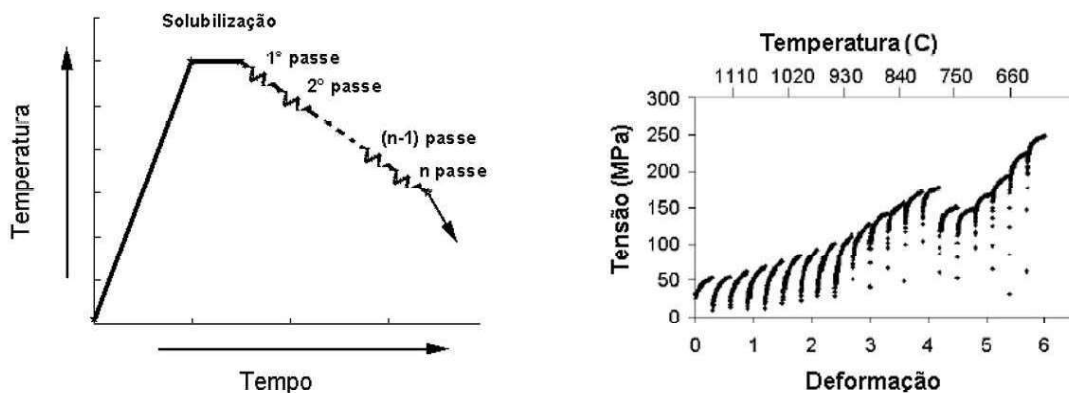 Solubilização
1° passe
2° passe
(n-1) passe
n passe
Temperatura
Tempo
Temperatura (C)
1110 1020 930 840 750 660
300
250
200
150
100
50
0
Tensão (MPa)
0 1 2 3 4 5 6
Deformação